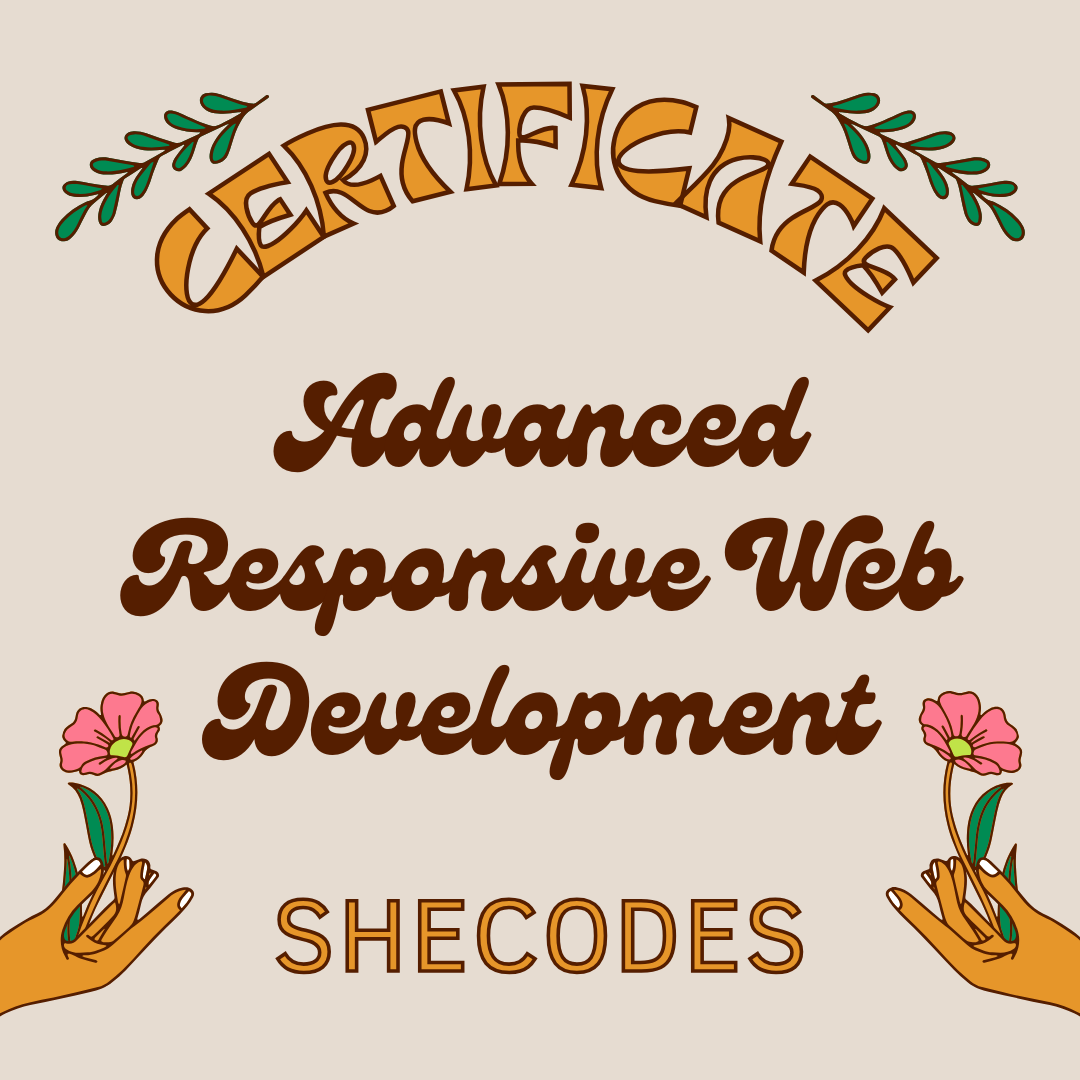 CERTIFICATE
Advanced
Responsive Web
Development
SHECODES